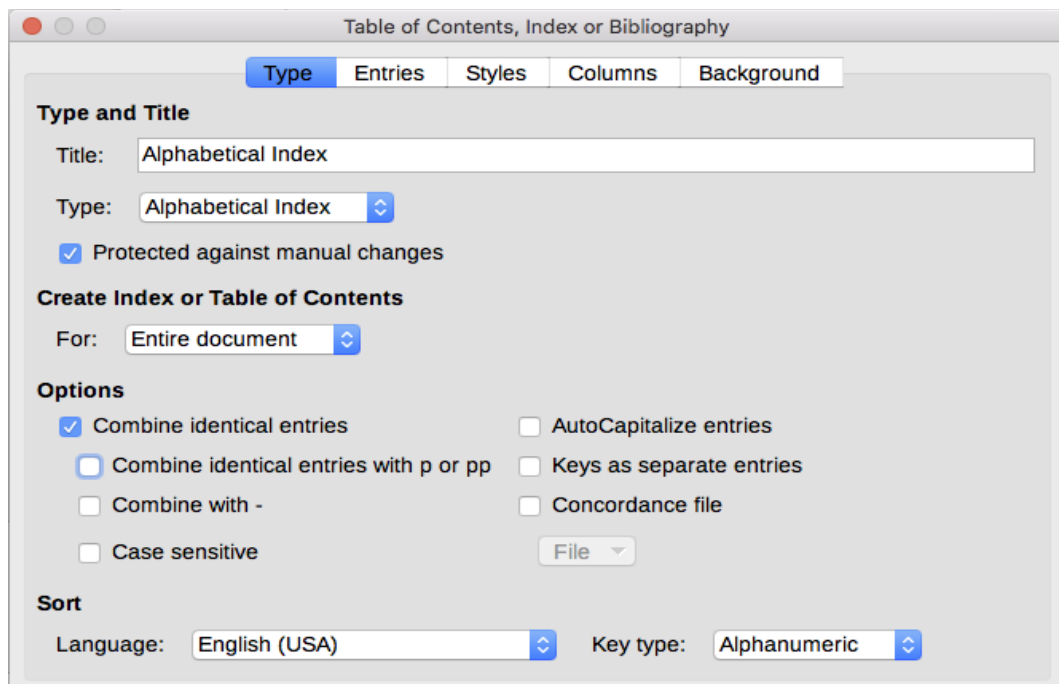 Table of Contents, Index or Bibliography
Type Entries Styles Columns Background
Type and Title
Title: Alphabetical Index
Type: Alphabetical Index
Protected against manual changes
Create Index or Table of Contents
For: Entire document
Options
Combine identical entries AutoCapitalize entries
Combine identical entries with p or pp Keys as separate entries
Combine with - Concordance file
Case sensitive File
Sort
Language: English (USA) Key type: Alphanumeric